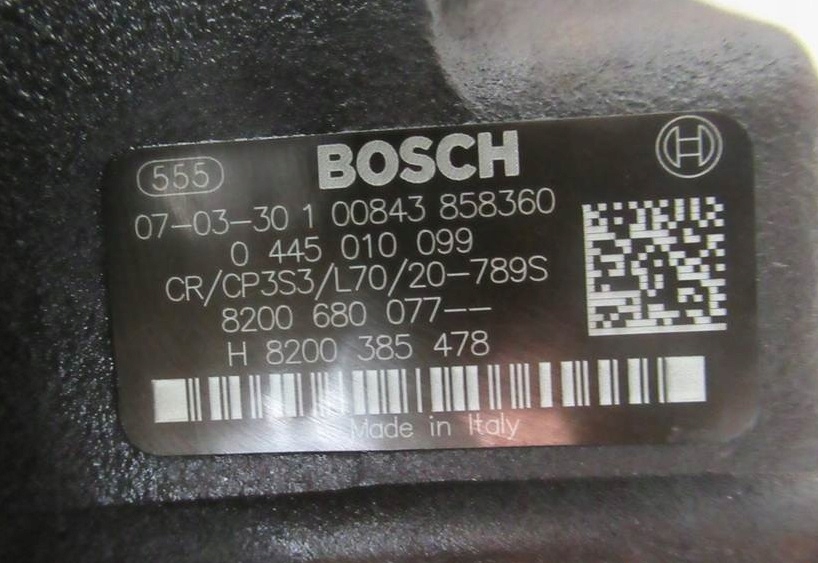 555
BOSCH
07-03-30 1 00843 858360
0 445 010 099
CR/CP3S3/L70/20-789S
8200 680 077--
H 8200 385 478
Made in Italy